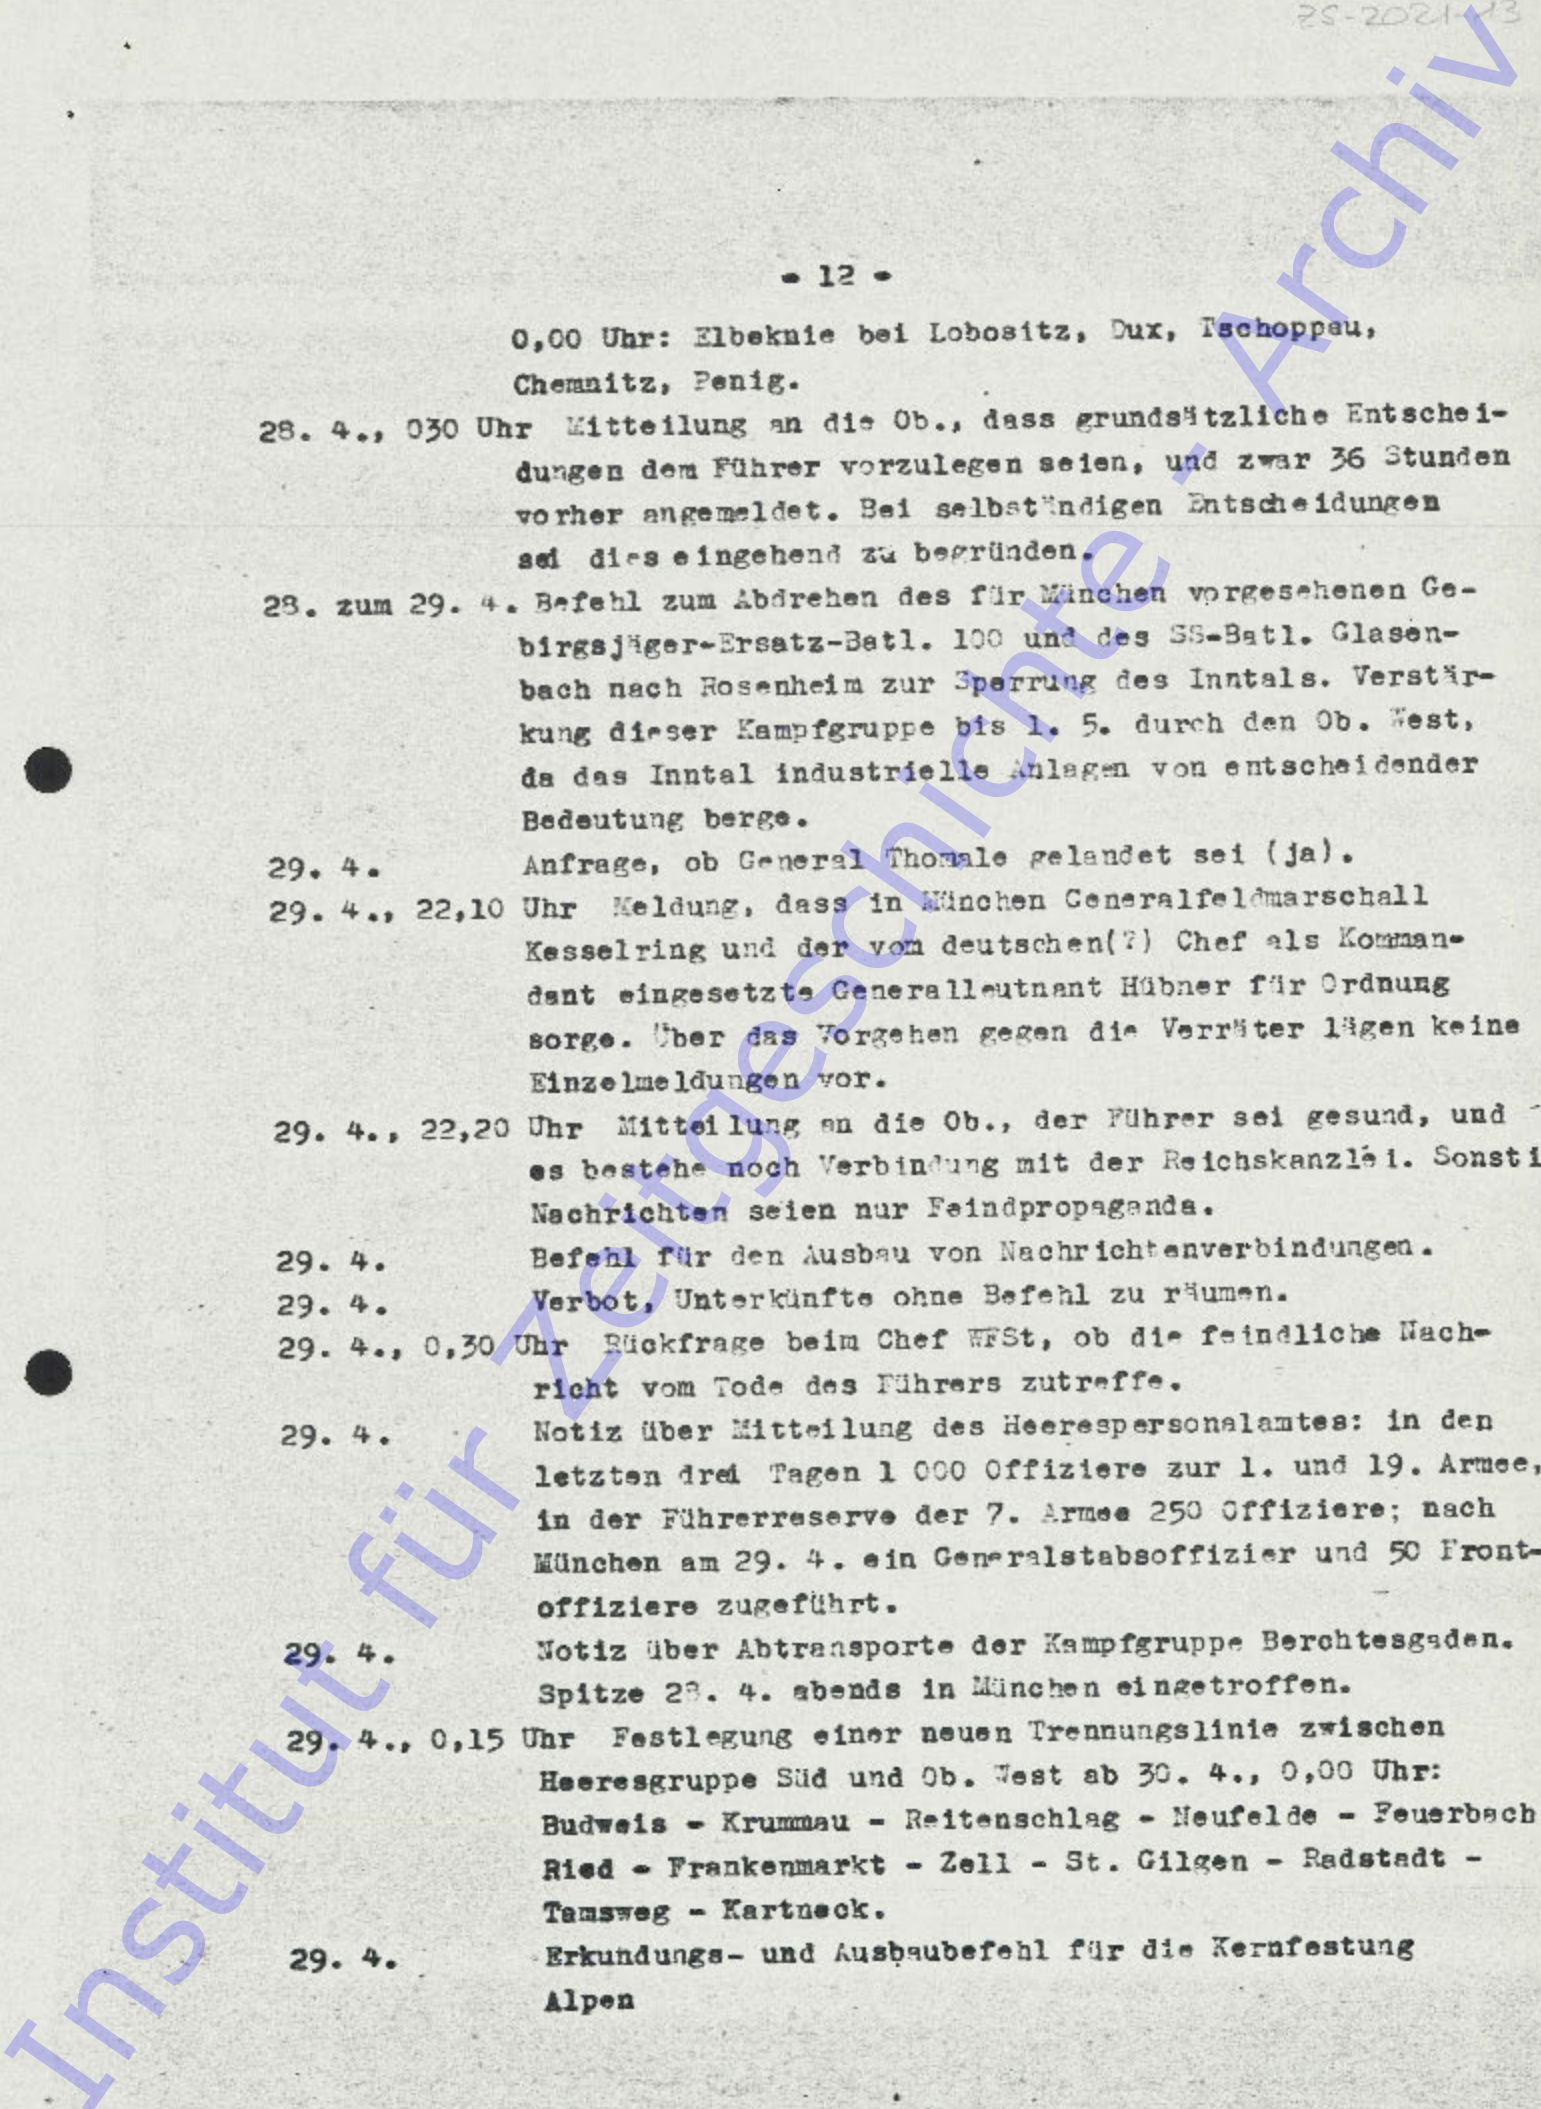 ZS-2021-13
- 12 -
0,00 Uhr: Elbeknie bei Lobositz, Dux, Tschoppau,
Chemnitz, Penig.
28. 4., 030 Uhr Mitteilung an die Ob., dass grundsätzliche Entschei-
dungen dem Führer vorzulegen seien, und zwar 36 Stunden
vorher angemeldet. Bei selbständigen Entscheidungen
sei dies eingehend zu begründen.
28. zum 29. 4. Befehl zum Abdrehen des für München vorgesehenen Ge-
birgsjäger-Ersatz-Batl. 100 und des SS-Batl. Glasen-
bach nach Rosenheim zur Sperrung des Inntals. Verstär-
kung dieser Kampfgruppe bis 1. 5. durch den Ob. West,
da das Inntal industrielle Anlagen von entscheidender
Bedeutung berge.
29. 4. Anfrage, ob General Thomale gelandet sei (ja).
29. 4., 22,10 Uhr Meldung, dass in München Generalfeldmarschall
Kesselring und der vom deutschen(?) Chef als Komman-
dant eingesetzte Generalleutnant Hübner für Ordnung
sorge. Über das Vorgehen gegen die Verräter lägen keine
Einzelmeldungen vor.
29. 4., 22,20 Uhr Mitteilung an die Ob., der Führer sei gesund, und
es bestehe noch Verbindung mit der Reichskanzlei. Sonsti
Nachrichten seien nur Feindpropaganda.
29. 4. Befehl für den Ausbau von Nachrichtenverbindungen.
29. 4. Verbot, Unterkünfte ohne Befehl zu räumen.
29. 4., 0,30 Uhr Rückfrage beim Chef WFSt, ob die feindliche Nach-
richt vom Tode des Führers zutreffe.
29. 4. Notiz über Mitteilung des Heerespersonalamtes: in den
letzten drei Tagen 1 000 Offiziere zur 1. und 19. Armee,
in der Führerreserve der 7. Armee 250 Offiziere; nach
München am 29. 4. ein Generalstabsoffizier und 50 Front-
offiziere zugeführt.
29. 4. Notiz über Abtransporte der Kampfgruppe Berchtesgaden.
Spitze 28. 4. abends in München eingetroffen.
29. 4., 0,15 Uhr Festlegung einer neuen Trennungslinie zwischen
Heeresgruppe Süd und Ob. West ab 30. 4., 0,00 Uhr:
Budweis - Krummau - Reitenschlag - Neufelde - Feuerbach
Ried - Frankenmarkt - Zell - St. Gilgen - Radstadt -
Tamsweg - Kartneck.
29. 4. Erkundungs- und Ausbaubefehl für die Kernfestung
Alpen
Institut für Zeitgeschichte - Archiv